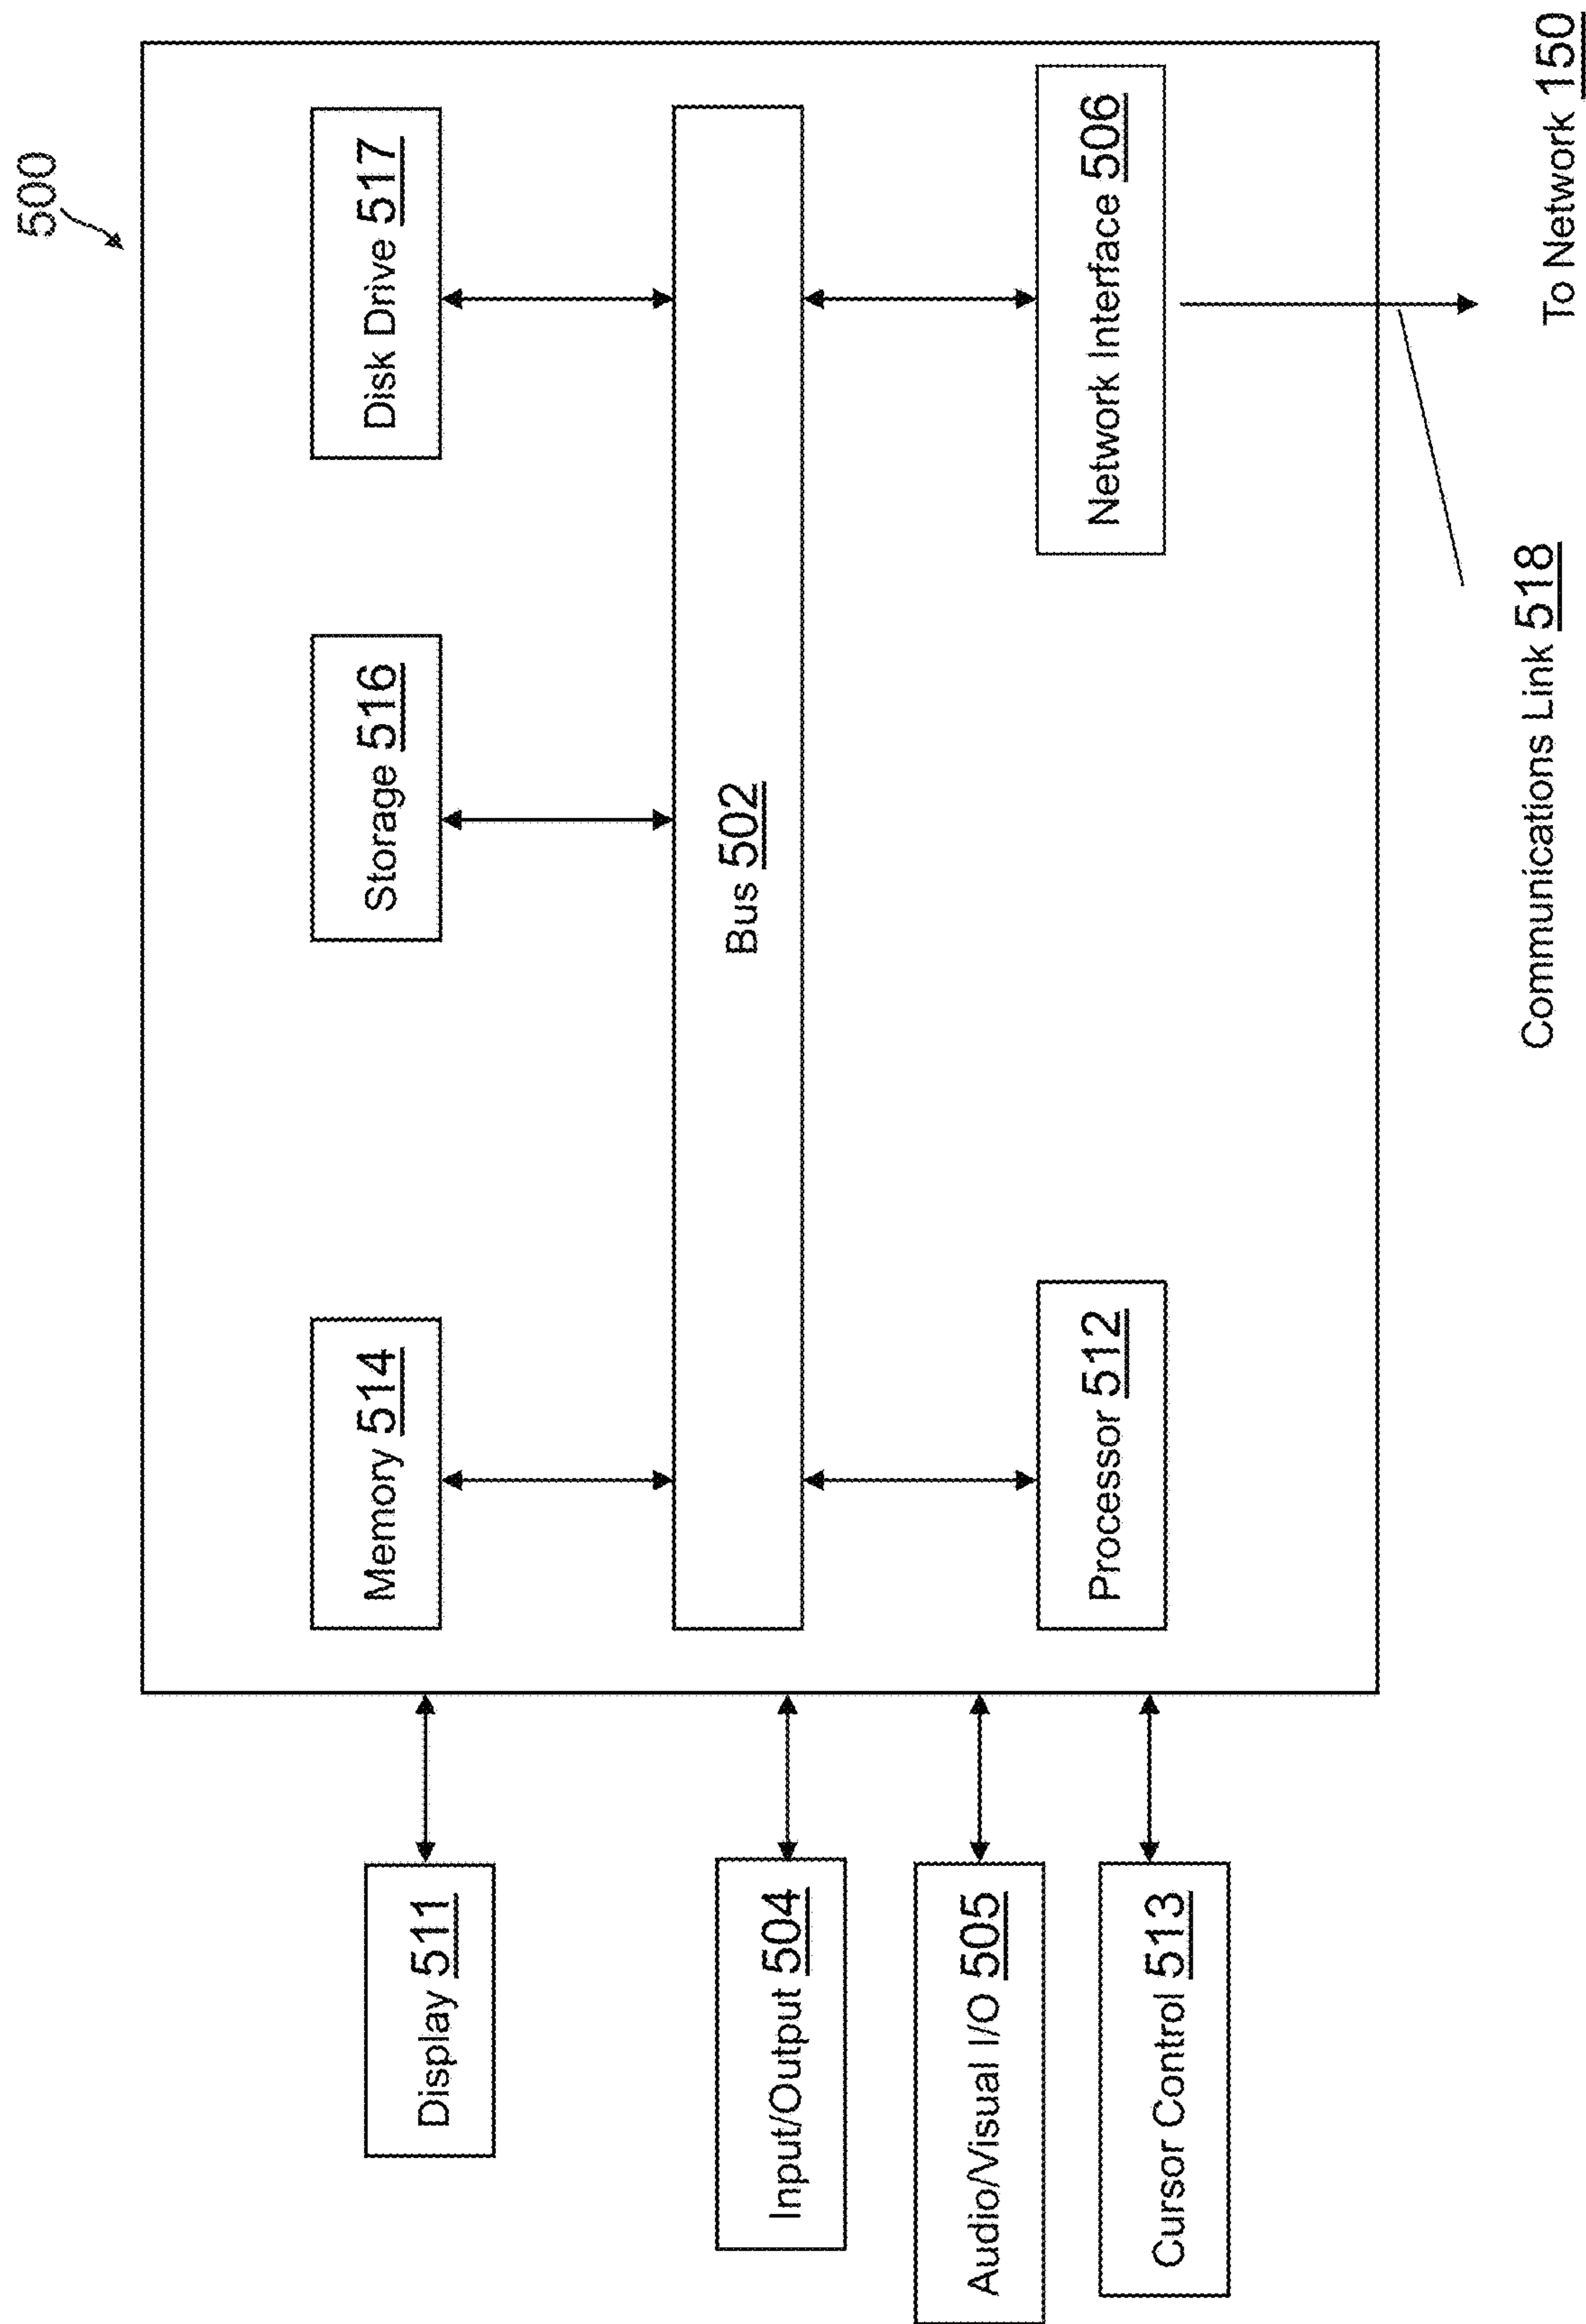 500
Display 511
Memory 514
Storage 516
Disk Drive 517
Input/Output 504
Bus 502
Audio/Visual I/O 505
Cursor Control 513
Processor 512
Network Interface 506
Communications Link 518
To Network 150